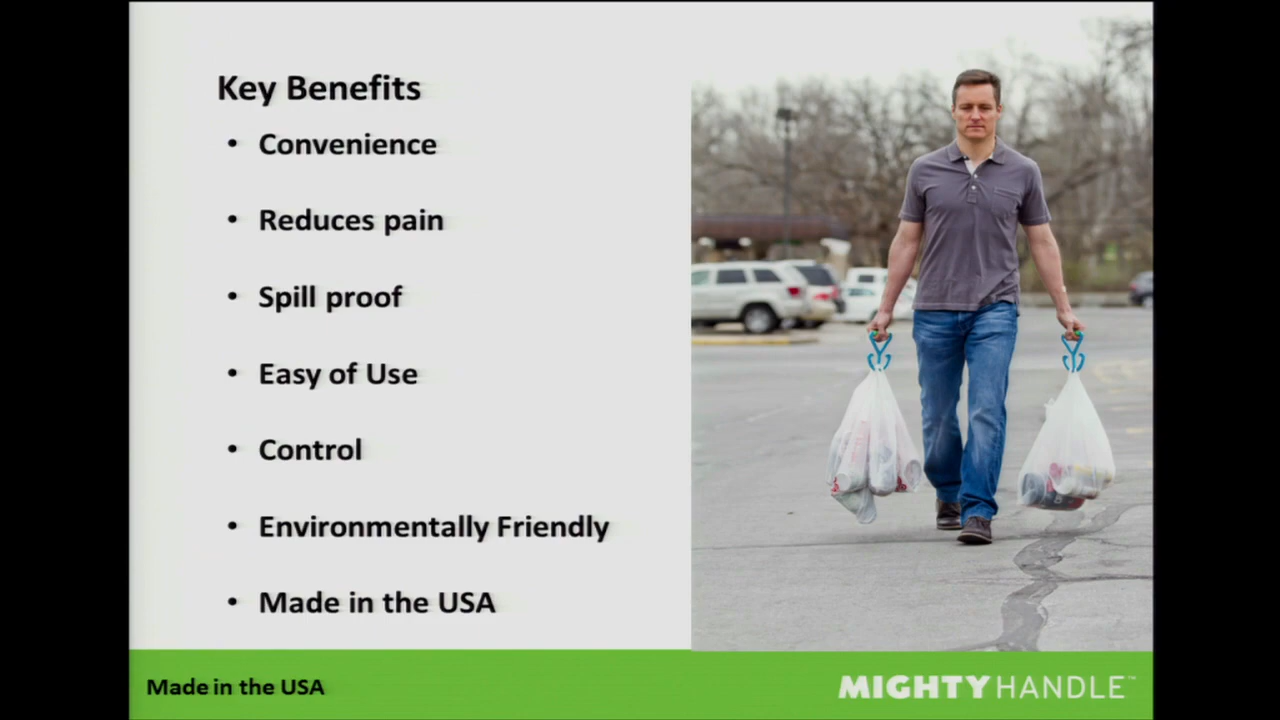 Key Benefits
• Convenience
• Reduces pain
• Spill proof
• Easy of Use
• Control
• Environmentally Friendly
• Made in the USA
Made in the USA
MIGHTYHANDLE™